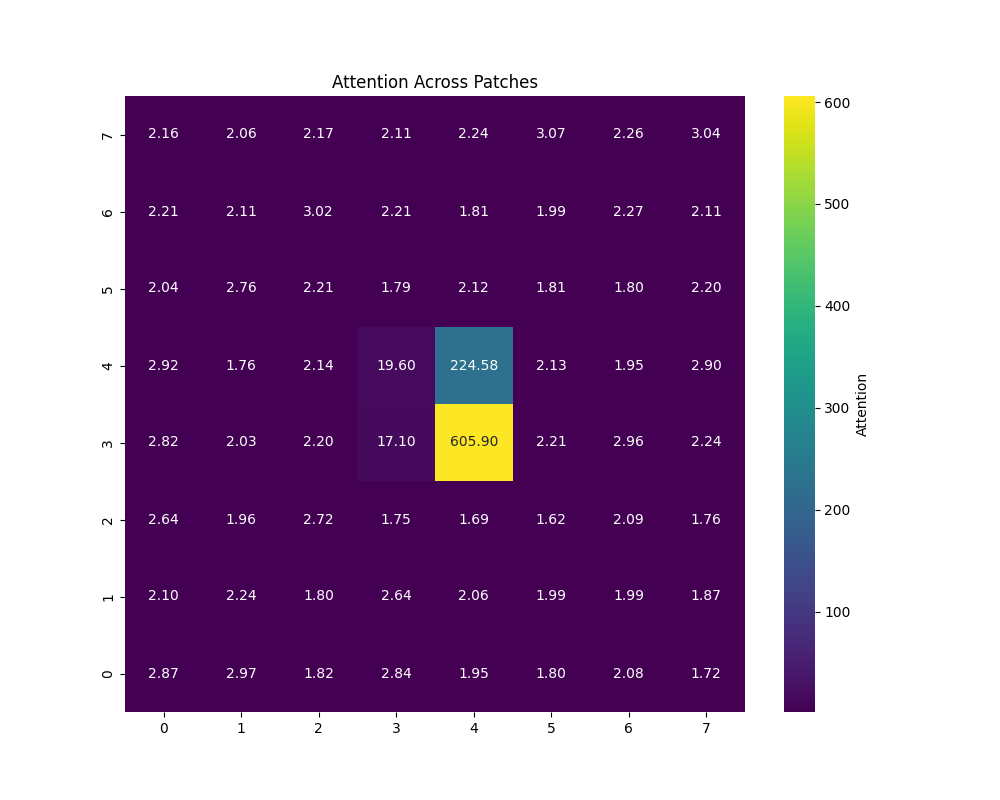 Attention Across Patches
7 2.16 2.06 2.17 2.11 2.24 3.07 2.26 3.04
6 2.21 2.11 3.02 2.21 1.81 1.99 2.27 2.11
5 2.04 2.76 2.21 1.79 2.12 1.81 1.80 2.20
4 2.92 1.76 2.14 19.60 224.58 2.13 1.95 2.90
3 2.82 2.03 2.20 17.10 605.90 2.21 2.96 2.24
2 2.64 1.96 2.72 1.75 1.69 1.62 2.09 1.76
1 2.10 2.24 1.80 2.64 2.06 1.99 1.99 1.87
0 2.87 2.97 1.82 2.84 1.95 1.80 2.08 1.72
0 1 2 3 4 5 6 7
600
500
400
300
200
100
Attention